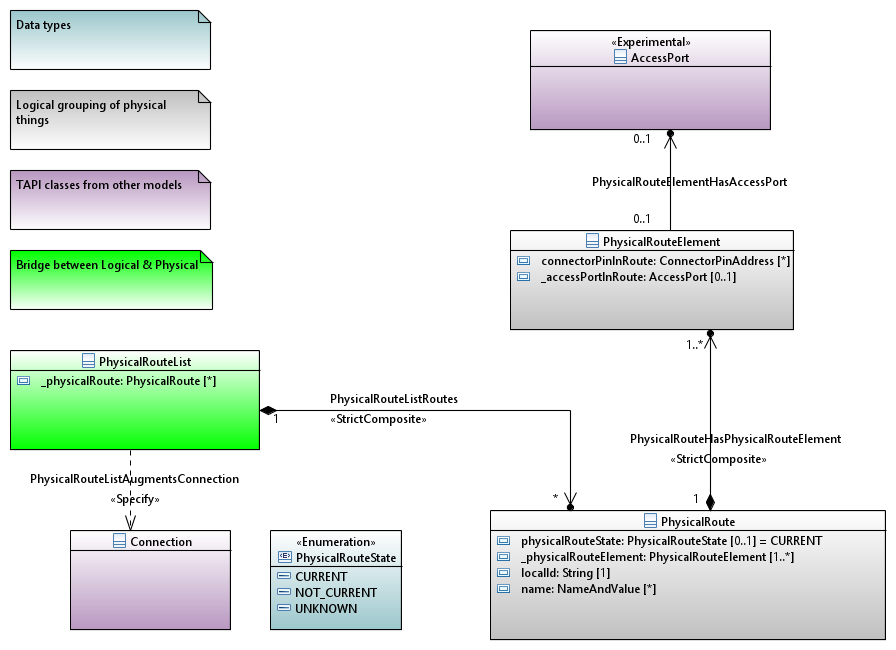 Data types
Logical grouping of physical
things
TAPI classes from other models
Bridge between Logical & Physical
«Experimental»
AccessPort
0..1
PhysicalRouteElementHasAccessPort
0..1
PhysicalRouteElement
connectorPinInRoute: ConnectorPinAddress [*]
_accessPortInRoute: AccessPort [0..1]
1..*
PhysicalRouteList
_physicalRoute: PhysicalRoute [*]
1
PhysicalRouteListRoutes
«StrictComposite»
*
PhysicalRouteHasPhysicalRouteElement
«StrictComposite»
1
PhysicalRouteListAugmentsConnection
«Specify»
Connection
«Enumeration»
PhysicalRouteState
CURRENT
NOT_CURRENT
UNKNOWN
PhysicalRoute
physicalRouteState: PhysicalRouteState [0..1] = CURRENT
_physicalRouteElement: PhysicalRouteElement [1..*]
localId: String [1]
name: NameAndValue [*]